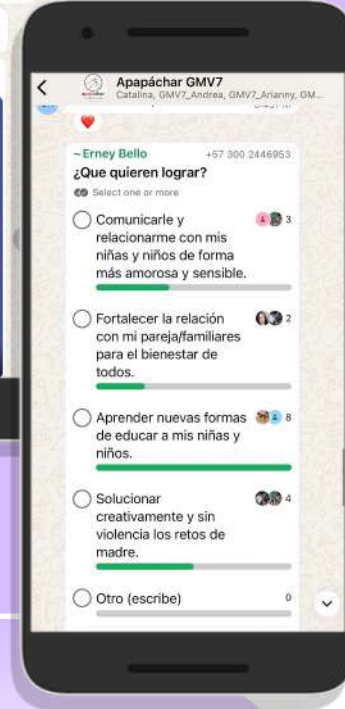 Apapáchar GMV7
Catalina, GMV7_Andrea, GMV7_Arianny, GM...
~Erney Bello +57 300 2446953
¿Que quieren lograr?
Select one or more
Comunicarle y 3
relacionarme con mis
niñas y niños de forma
más amorosa y sensible.
Fortalecer la relación 2
con mi pareja/familiares
para el bienestar de
todos.
Aprender nuevas formas 8
de educar a mis niñas y
niños.
Solucionar 4
creativamente y sin
violencia los retos de
madre.
Otro (escribe) 0